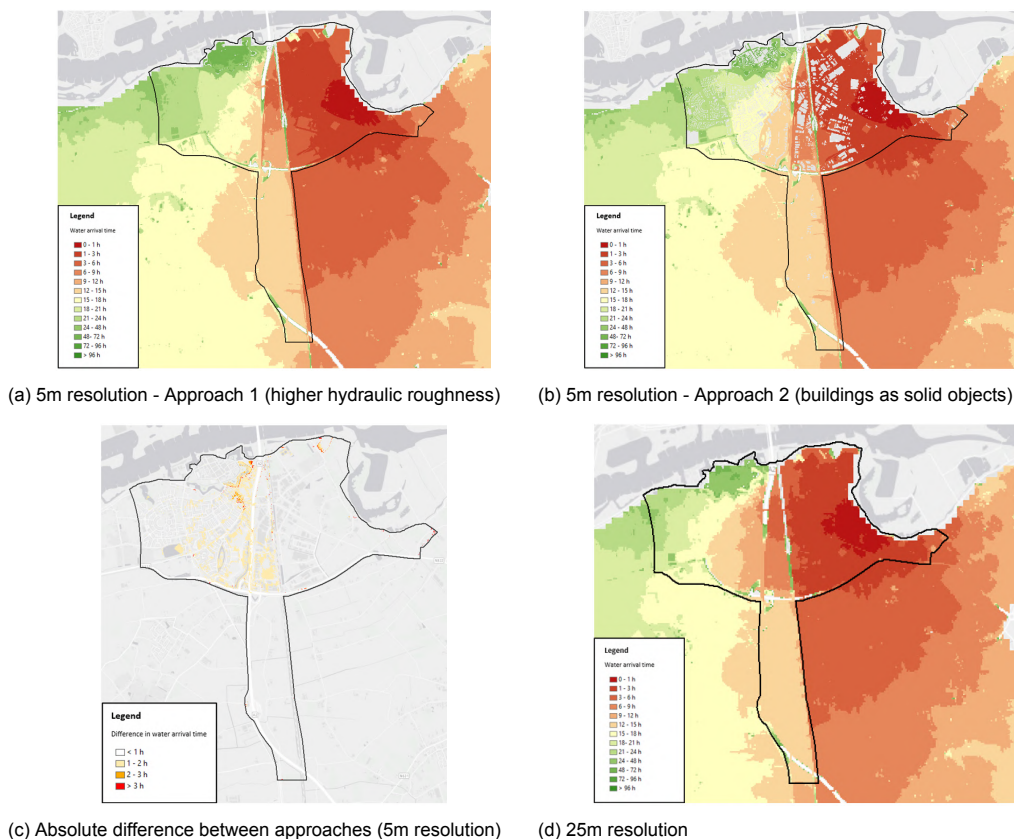 Legend
Water arrival time
0 - 1 h
1 - 3 h
3 - 6 h
6 - 9 h
9 - 12 h
12 - 15 h
15 - 18 h
18 - 21 h
21 - 24 h
24 - 48 h
48- 72 h
72 - 96 h
> 96 h
(a) 5m resolution - Approach 1 (higher hydraulic roughness)
Legend
Water arrival time
0 - 1 h
1 - 3 h
3 - 6 h
6 - 9 h
9 - 12 h
12 - 15 h
15 - 18 h
18 - 21 h
21 - 24 h
24 - 48 h
48- 72 h
72 - 96 h
> 96 h
(b) 5m resolution - Approach 2 (buildings as solid objects)
Legend
Difference in water arrival time
< 1 h
1 - 2 h
2 - 3 h
> 3 h
(c) Absolute difference between approaches (5m resolution)
Legend
Water arrival time
0 - 1 h
1 - 3 h
3 - 6 h
6 - 9 h
9 - 12 h
12 - 15 h
15 - 18 h
18- 21 h
21 - 24 h
24 - 48 h
48 - 72 h
72 - 96 h
> 96 h
(d) 25m resolution